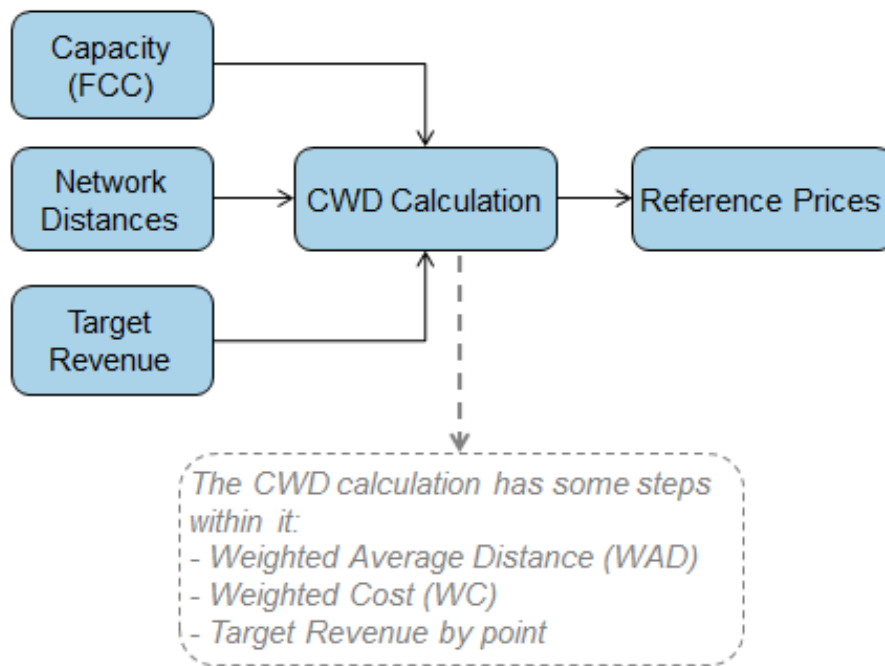 Capacity
(FCC)
Network
Distances
CWD Calculation
Reference Prices
Target
Revenue
The CWD calculation has some steps
within it:
- Weighted Average Distance (WAD)
- Weighted Cost (WC)
- Target Revenue by point